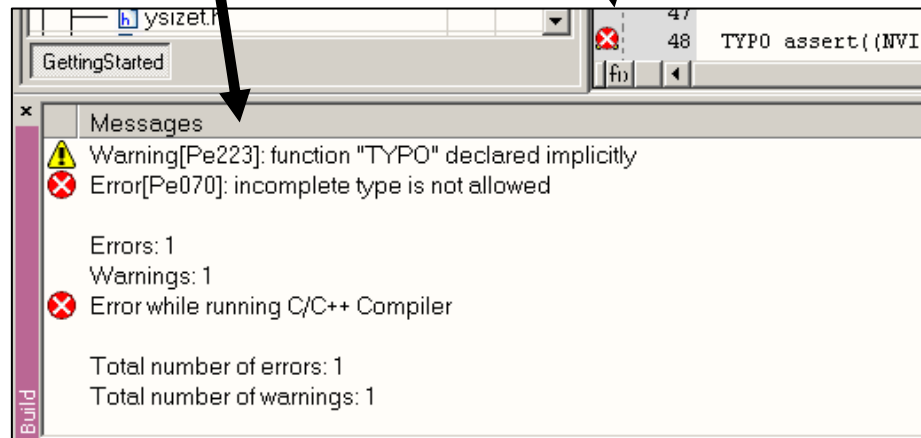 ysizet.h
GettingStarted
47
48 TYPO assert((NVI
Messages
Warning[Pe223]: function "TYPO" declared implicitly
Error[Pe070]: incomplete type is not allowed
Errors: 1
Warnings: 1
Error while running C/C++ Compiler
Total number of errors: 1
Total number of warnings: 1
Build